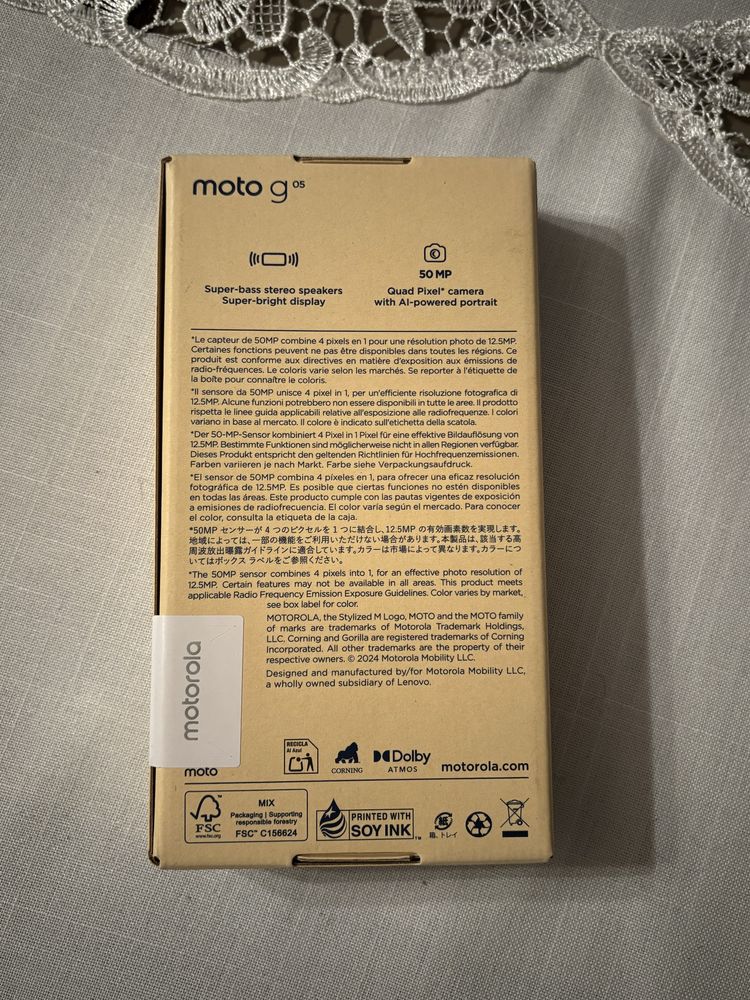 moto g 05
Super-bass stereo speakers
Super-bright display
50 MP
Quad Pixel* camera
with AI-powered portrait
*Le capteur de 50MP combine 4 pixels en 1 pour une résolution photo de 12.5MP.
Certaines fonctions peuvent ne pas être disponibles dans toutes les régions. Ce
produit est conforme aux directives en matière d'exposition aux émissions de
radio-fréquences. Le coloris varie selon les marchés. Se reporter à l'étiquette de
la boîte pour connaître le coloris.
*Il sensore da 50MP unisce 4 pixel in 1, per un'efficiente risoluzione fotografica di
12.5MP. Alcune funzioni potrebbero non essere disponibili in tutte le aree. Il prodotto
rispetta le linee guida applicabili relative all'esposizione alle radiofrequenze. I colori
variano in base al mercato. Il colore è indicato sull'etichetta della scatola.
*Der 50-MP-Sensor kombiniert 4 Pixel in 1 Pixel für eine effektive Bildauflösung von
12.5MP. Bestimmte Funktionen sind möglicherweise nicht in allen Regionen verfügbar.
Dieses Produkt entspricht den geltenden Richtlinien für Hochfrequenzemissionen.
Farben variieren je nach Markt. Farbe siehe Verpackungsaufdruck.
*El sensor de 50MP combina 4 píxeles en 1, para ofrecer una eficaz resolución
fotográfica de 12.5MP. Es posible que ciertas funciones no estén disponibles
en todas las áreas. Este producto cumple con las pautas vigentes de exposición
a emisiones de radiofrecuencia. El color varía según el mercado. Para conocer
el color, consulta la etiqueta de la caja.
*50MP センサーが 4 つのピクセルを 1 つに結合し、12.5MP の有効画素数を実現します。
地域によっては、一部の機能をご利用いただけない場合があります。本製品は、該当する高
周波放出曝露ガイドラインに適合しています。カラーは市場によって異なります。カラーにつ
いてはボックス ラベルをご参照ください。
*The 50MP sensor combines 4 pixels into 1, for an effective photo resolution of
12.5MP. Certain features may not be available in all areas. This product meets
applicable Radio Frequency Emission Exposure Guidelines. Color varies by market,
see box label for color.
MOTOROLA, the Stylized M Logo, MOTO and the MOTO family
of marks are trademarks of Motorola Trademark Holdings,
LLC. Corning and Gorilla are registered trademarks of Corning
Incorporated. All other trademarks are the property of their
respective owners. © 2024 Motorola Mobility LLC.
Designed and manufactured by/for Motorola Mobility LLC,
a wholly owned subsidiary of Lenovo.
motorola
moto
RECICLA
Al Azul
CORNING
Dolby
ATMOS
motorola.com
FSC
www.fsc.org
MIX
Packaging | Supporting
responsible forestry
FSC™ C156624
PRINTED WITH
SOY INK™
紙
箱、トレイ